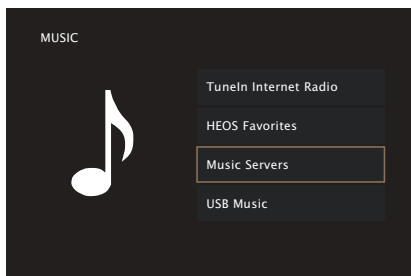 MUSIC
TuneIn Internet Radio
HEOS Favorites
Music Servers
USB Music